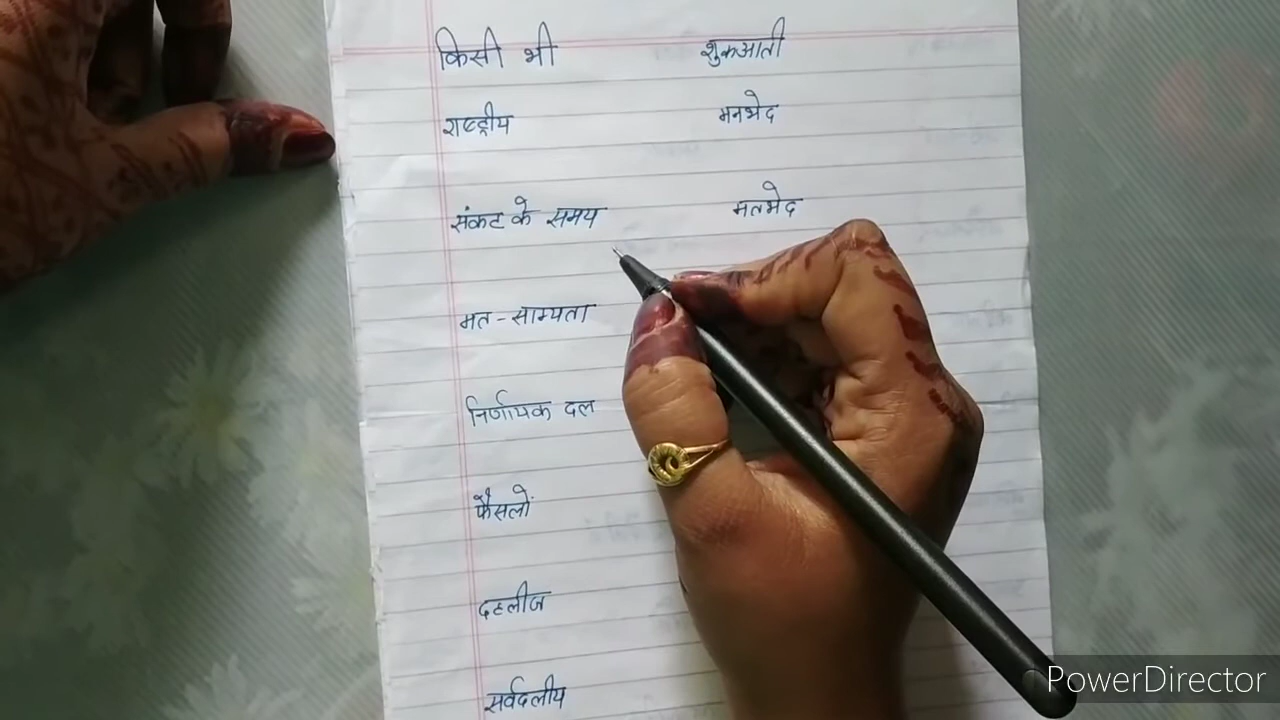 किसी भी
राष्ट्रीय
संकट के समय
मत - साम्यता
निर्णायक दल
फैसलों
दहलीज
सर्वदलीय
शुरूआती
मनभेद
मतभेद
PowerDirector